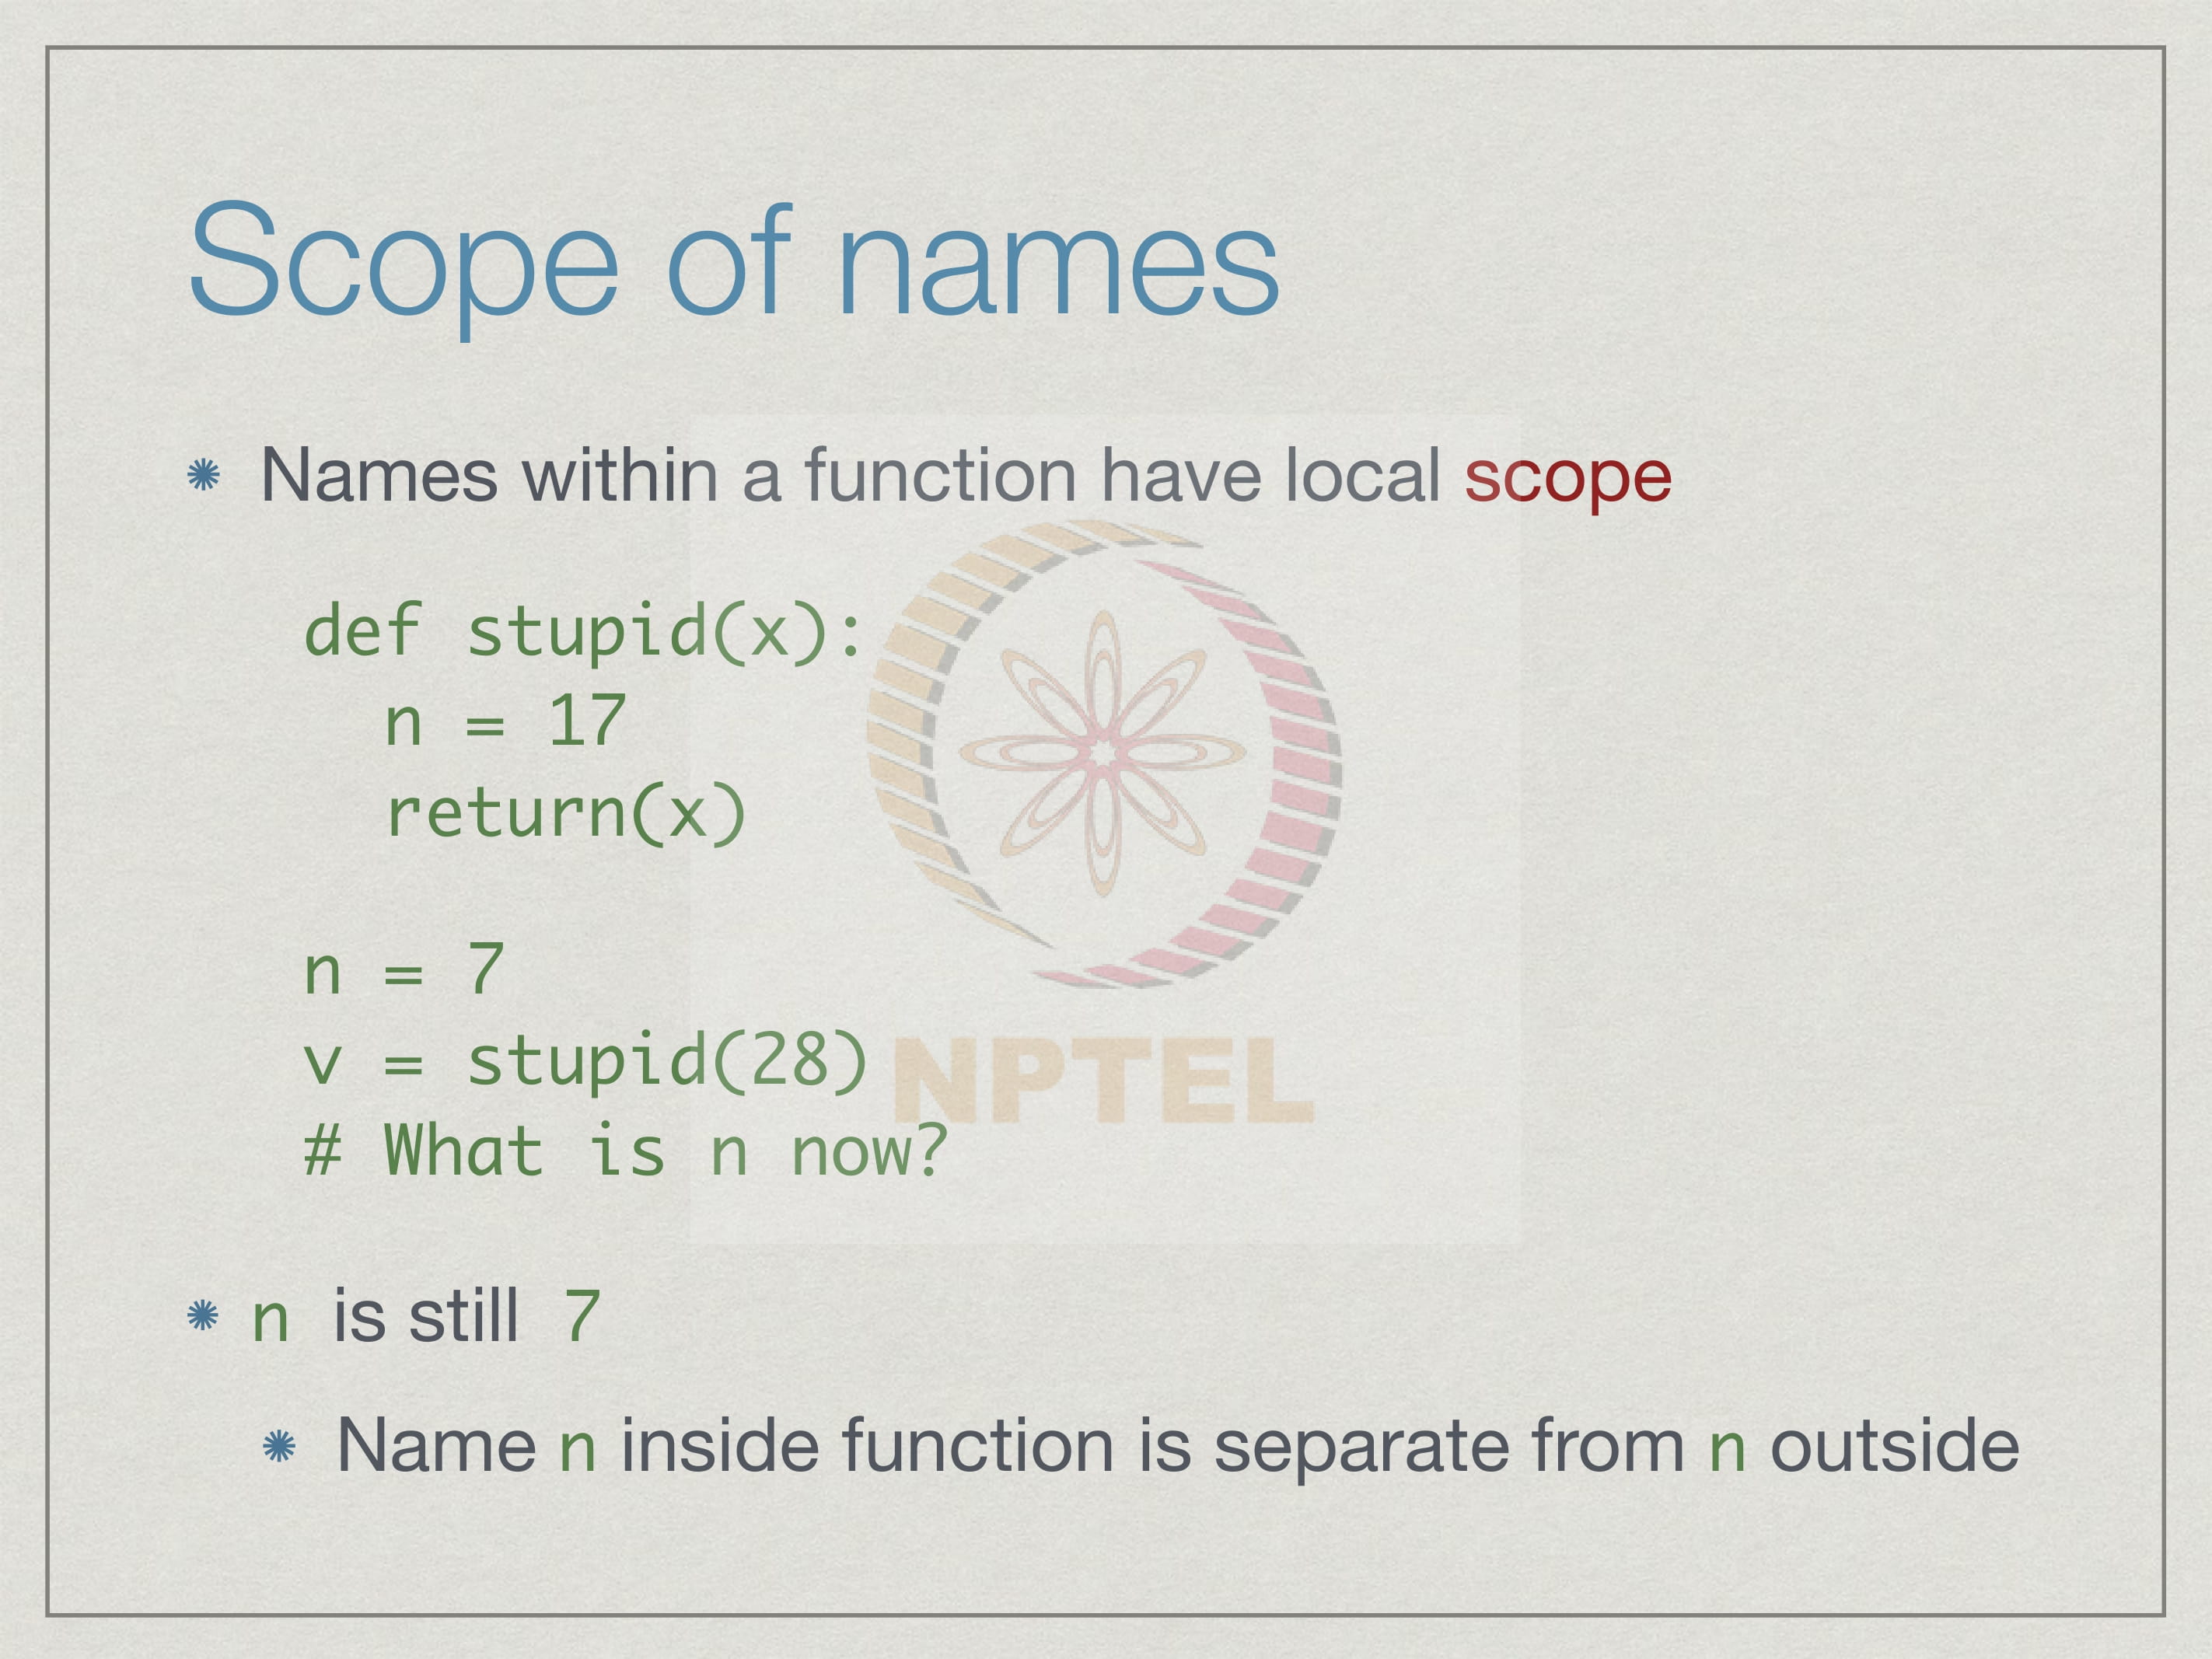 Scope of names
Names within a function have local scope
def stupid(x):
n = 17
return(x)
n = 7
v = stupid(28)
# What is n now?
NPTEL
n is still 7
Name n inside function is separate from n outside